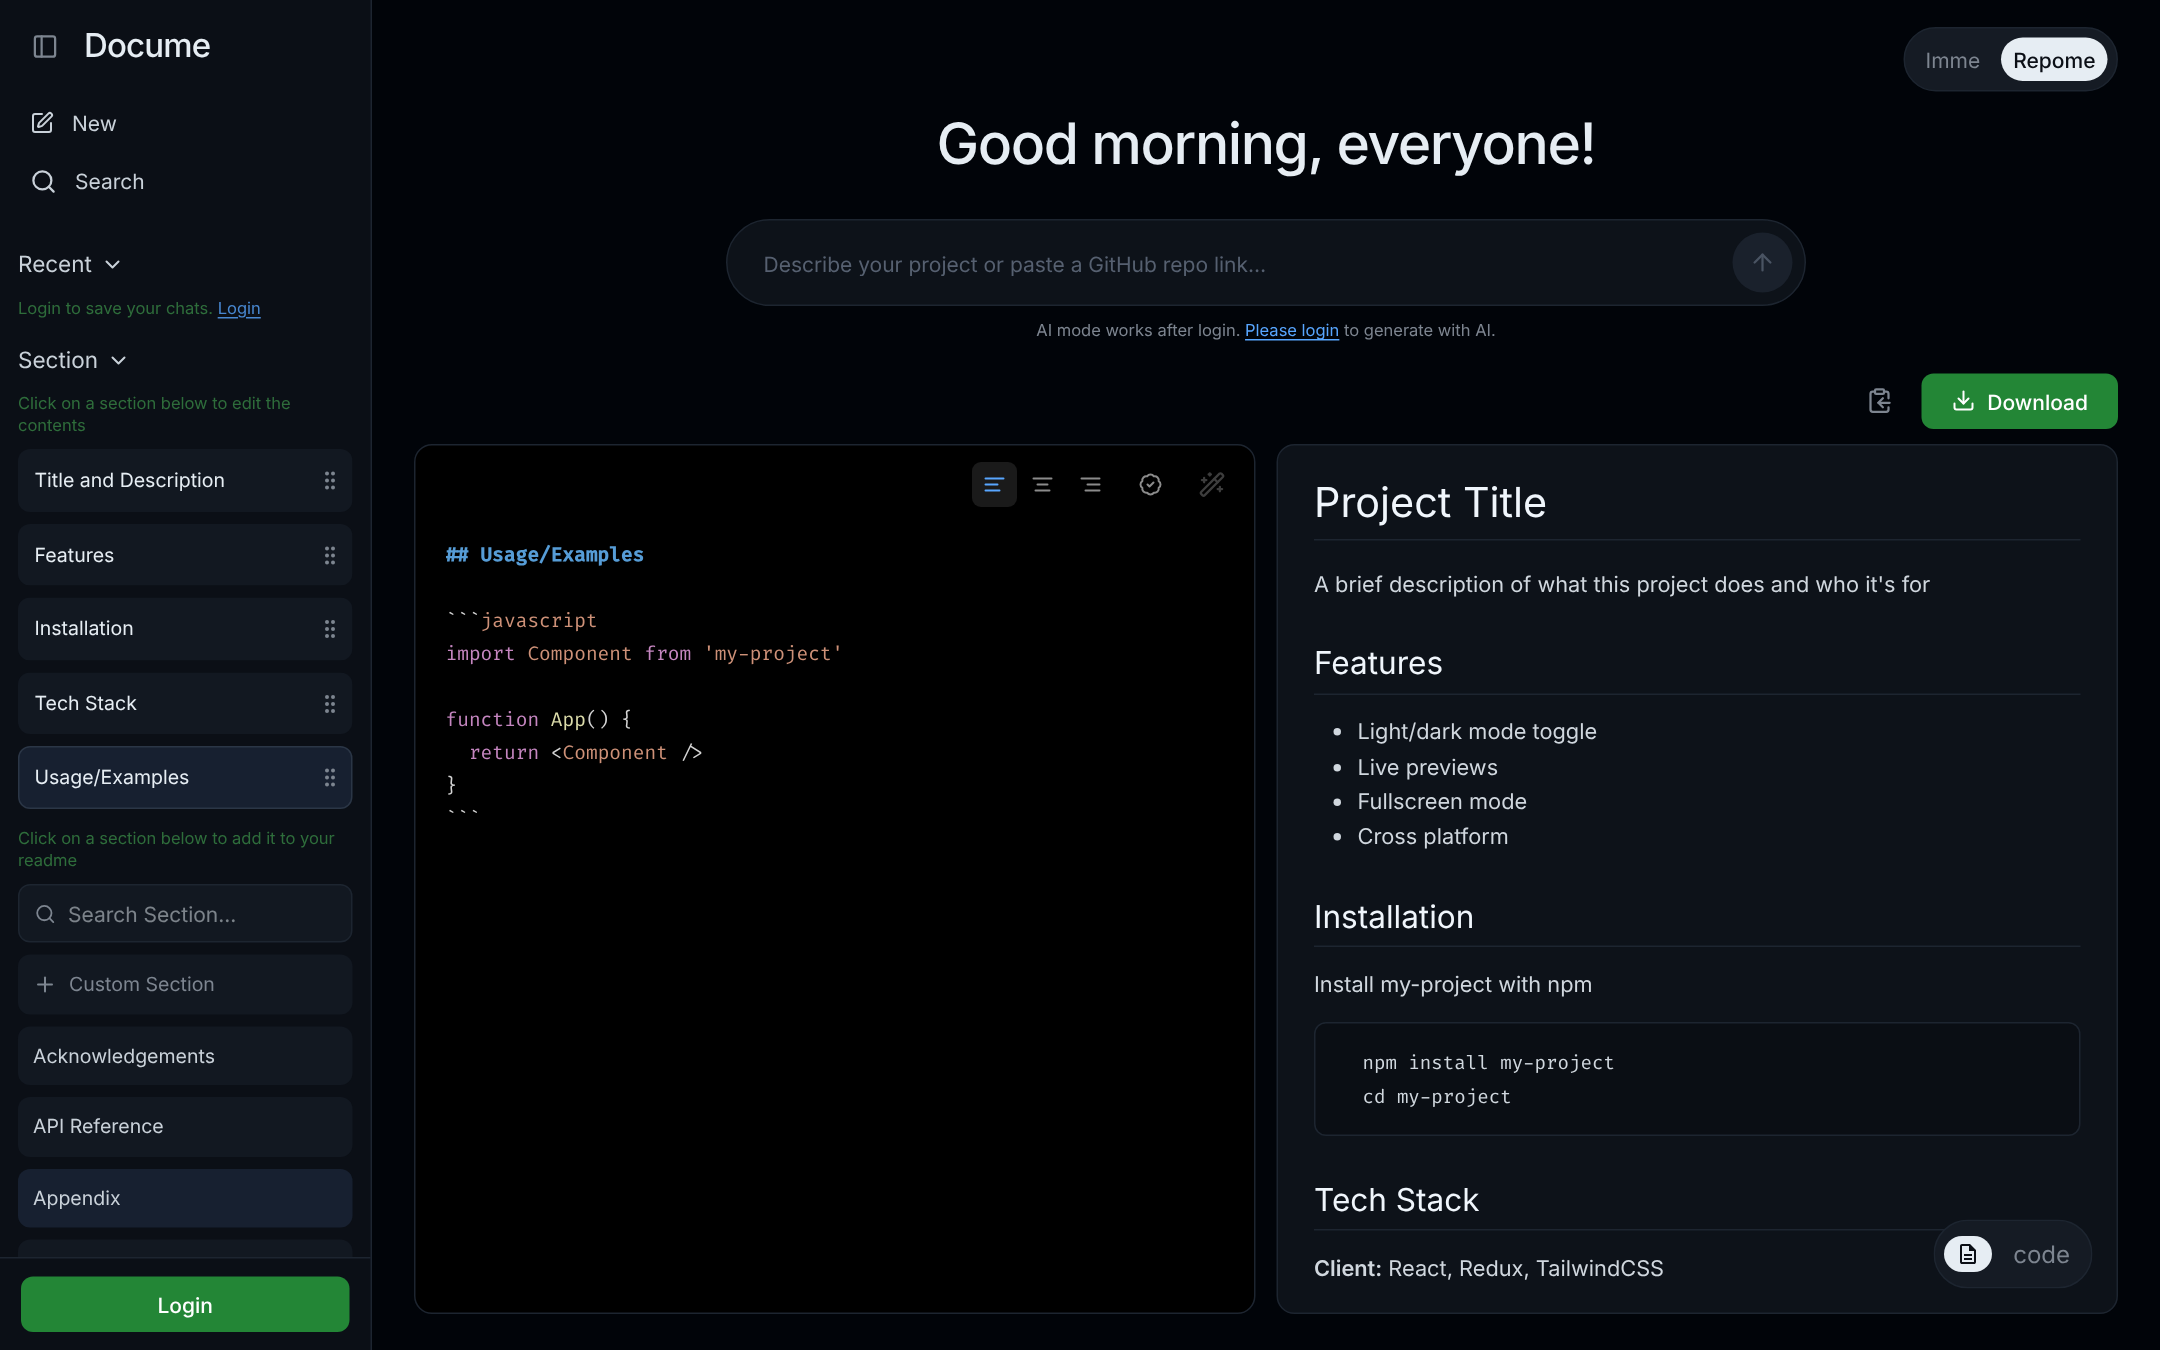 Docume
New
Search
Recent
Login to save your chats. Login
Section
Click on a section below to edit the
contents
Title and Description
Features
Installation
Tech Stack
Usage/Examples
Click on a section below to add it to your
readme
Search Section...
Custom Section
Acknowledgements
API Reference
Appendix
Login
Imme
Repome
Good morning, everyone!
Describe your project or paste a GitHub repo link...
AI mode works after login. Please login to generate with AI.
Download
## Usage/Examples
```javascript
import Component from 'my-project'
function App() {
  return <Component />
}
```
Project Title
A brief description of what this project does and who it's for
Features
Light/dark mode toggle
Live previews
Fullscreen mode
Cross platform
Installation
Install my-project with npm
npm install my-project
cd my-project
Tech Stack
Client: React, Redux, TailwindCSS
code